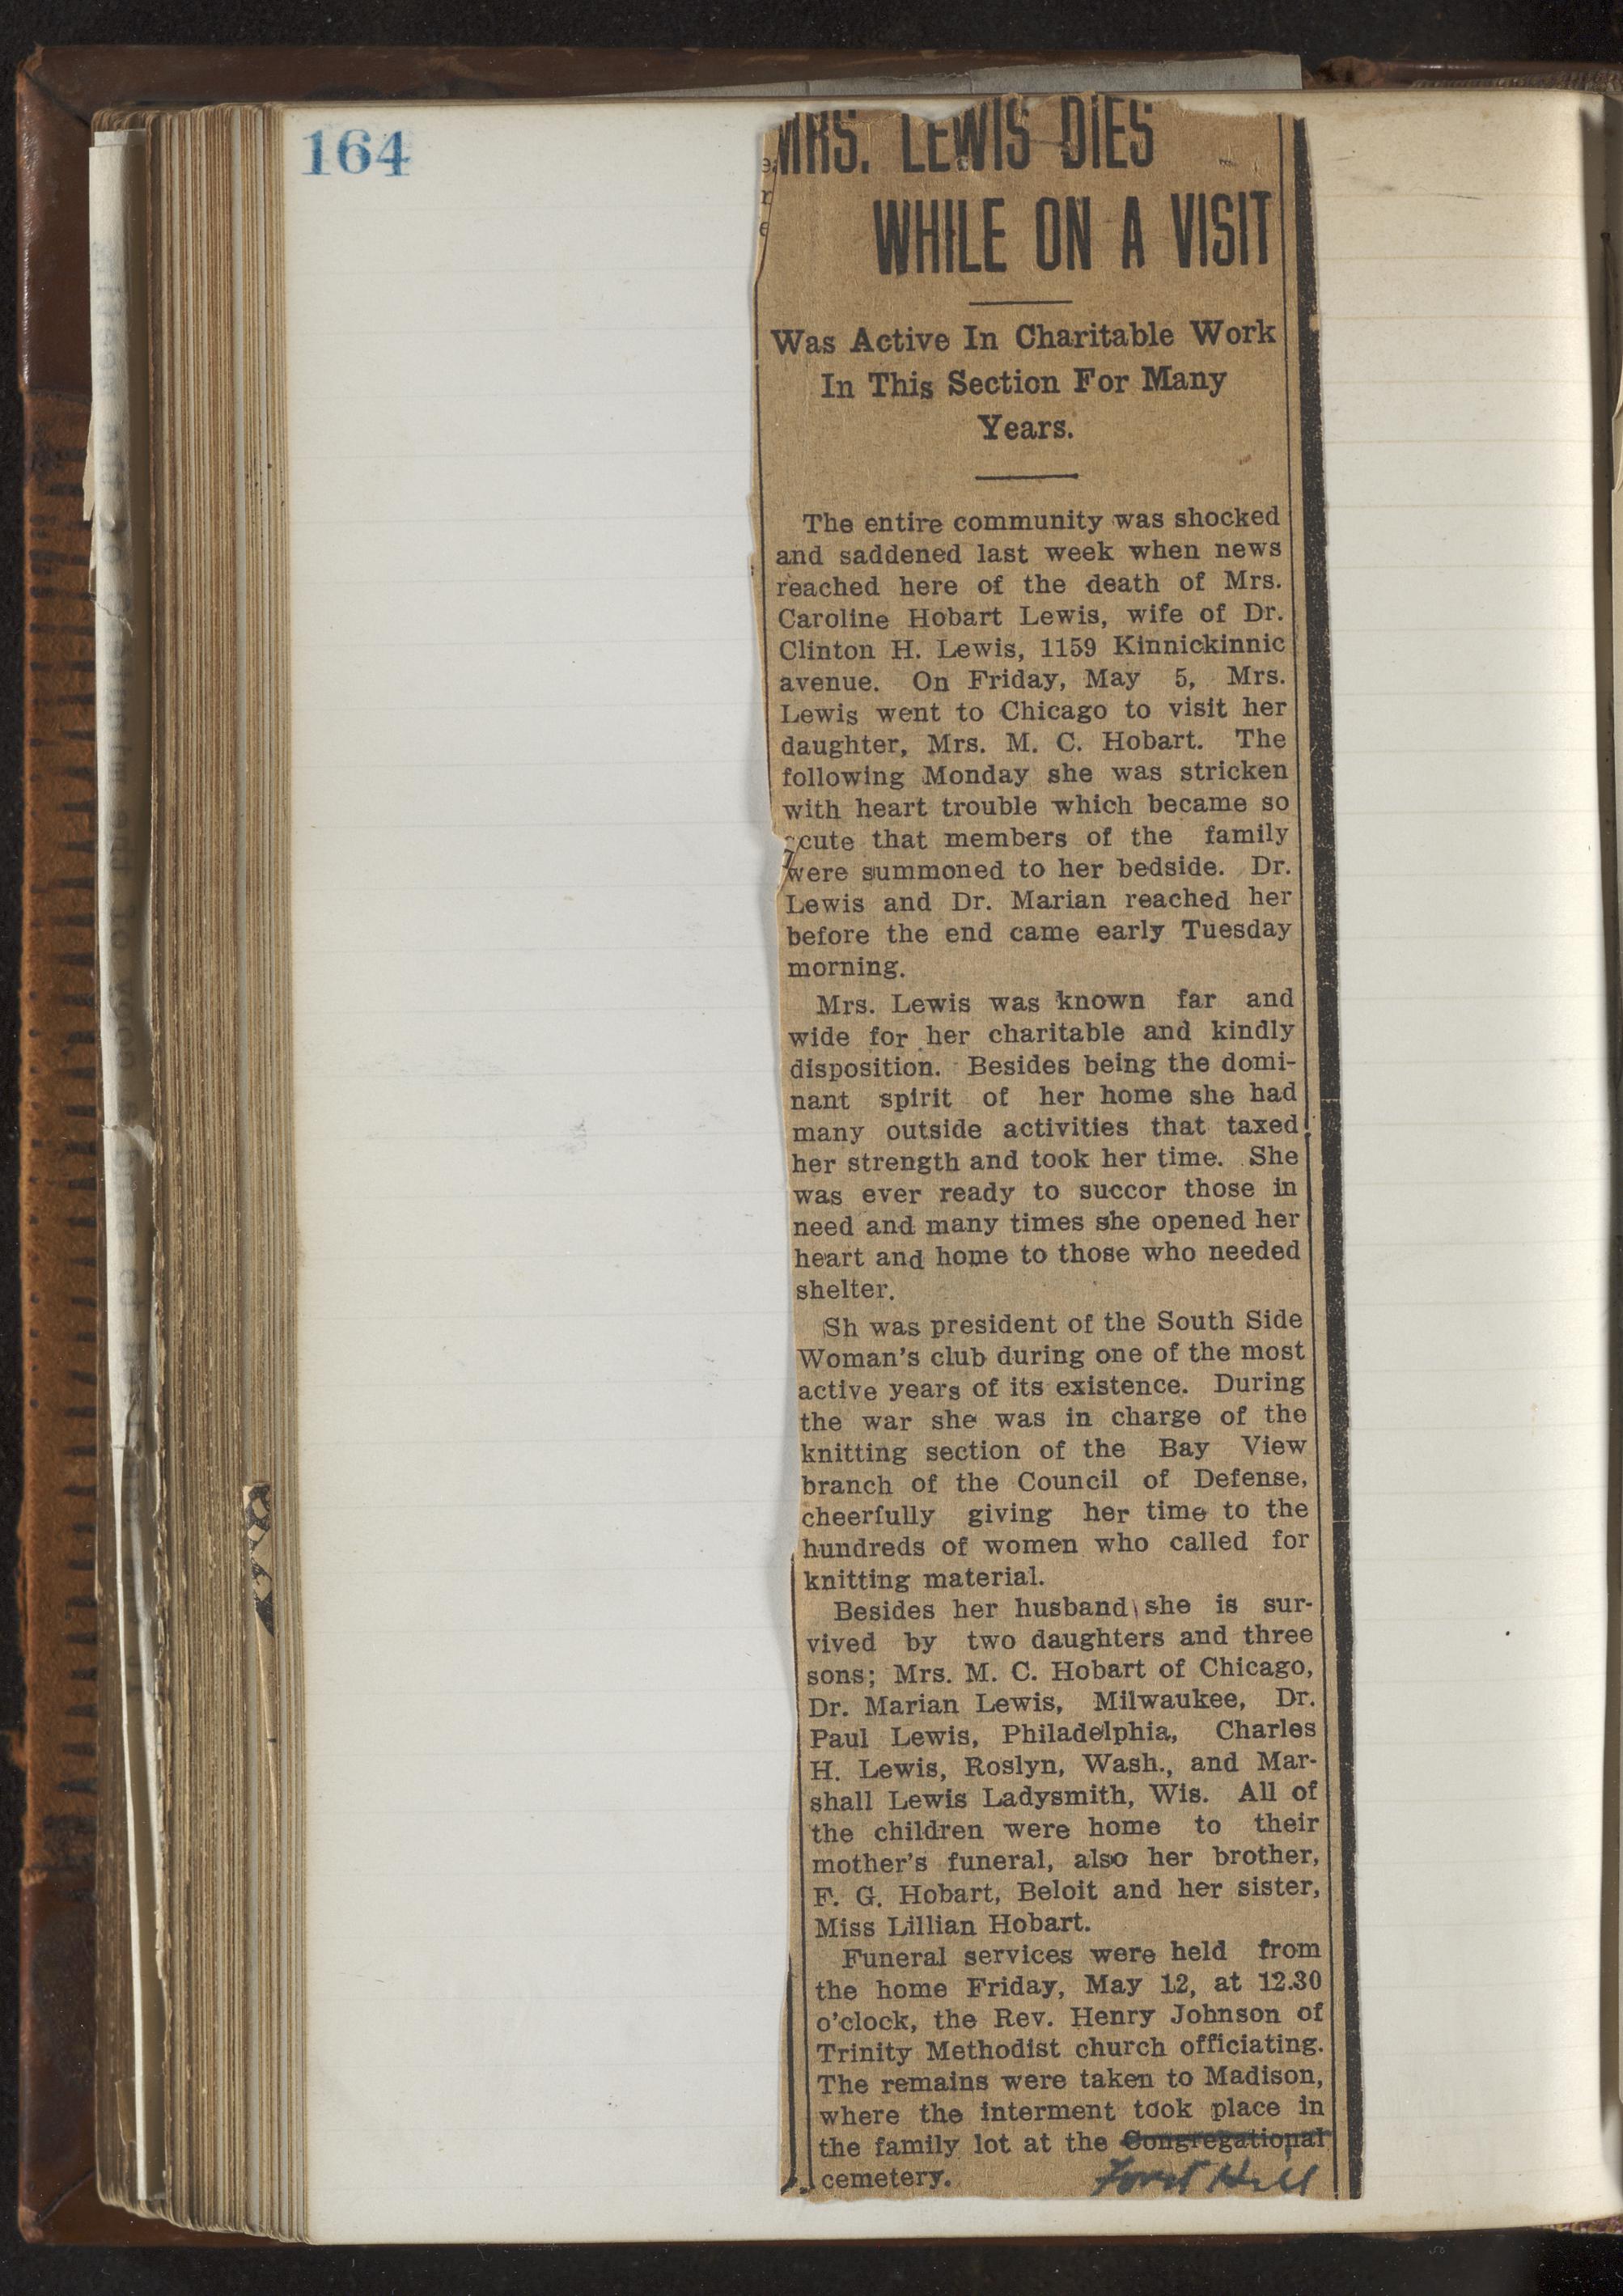 164
MRS. LEWIS DIES
WHILE ON A VISIT
Was Active In Charitable Work
In This Section For Many
Years.
The entire community was shocked
and saddened last week when news
reached here of the death of Mrs.
Caroline Hobart Lewis, wife of Dr.
Clinton H. Lewis, 1159 Kinnickinnic
avenue. On Friday, May 5, Mrs.
Lewis went to Chicago to visit her
daughter, Mrs. M. C. Hobart. The
following Monday she was stricken
with heart trouble which became so
acute that members of the family
were summoned to her bedside. Dr.
Lewis and Dr. Marian reached her
before the end came early Tuesday
morning.
Mrs. Lewis was known far and
wide for her charitable and kindly
disposition. Besides being the domi-
nant spirit of her home she had
many outside activities that taxed
her strength and took her time. She
was ever ready to succor those in
need and many times she opened her
heart and home to those who needed
shelter.
Sh was president of the South Side
Woman's club during one of the most
active years of its existence. During
the war she was in charge of the
knitting section of the Bay View
branch of the Council of Defense,
cheerfully giving her time to the
hundreds of women who called for
knitting material.
Besides her husband she is sur-
vived by two daughters and three
sons; Mrs. M. C. Hobart of Chicago,
Dr. Marian Lewis, Milwaukee, Dr.
Paul Lewis, Philadelphia, Charles
H. Lewis, Roslyn, Wash., and Mar-
shall Lewis Ladysmith, Wis. All of
the children were home to their
mother's funeral, also her brother,
F. G. Hobart, Beloit and her sister,
Miss Lillian Hobart.
Funeral services were held from
the home Friday, May 12, at 12.30
o'clock, the Rev. Henry Johnson of
Trinity Methodist church officiating.
The remains were taken to Madison,
where the interment took place in
the family lot at the Congregational
cemetery. Forest Hill